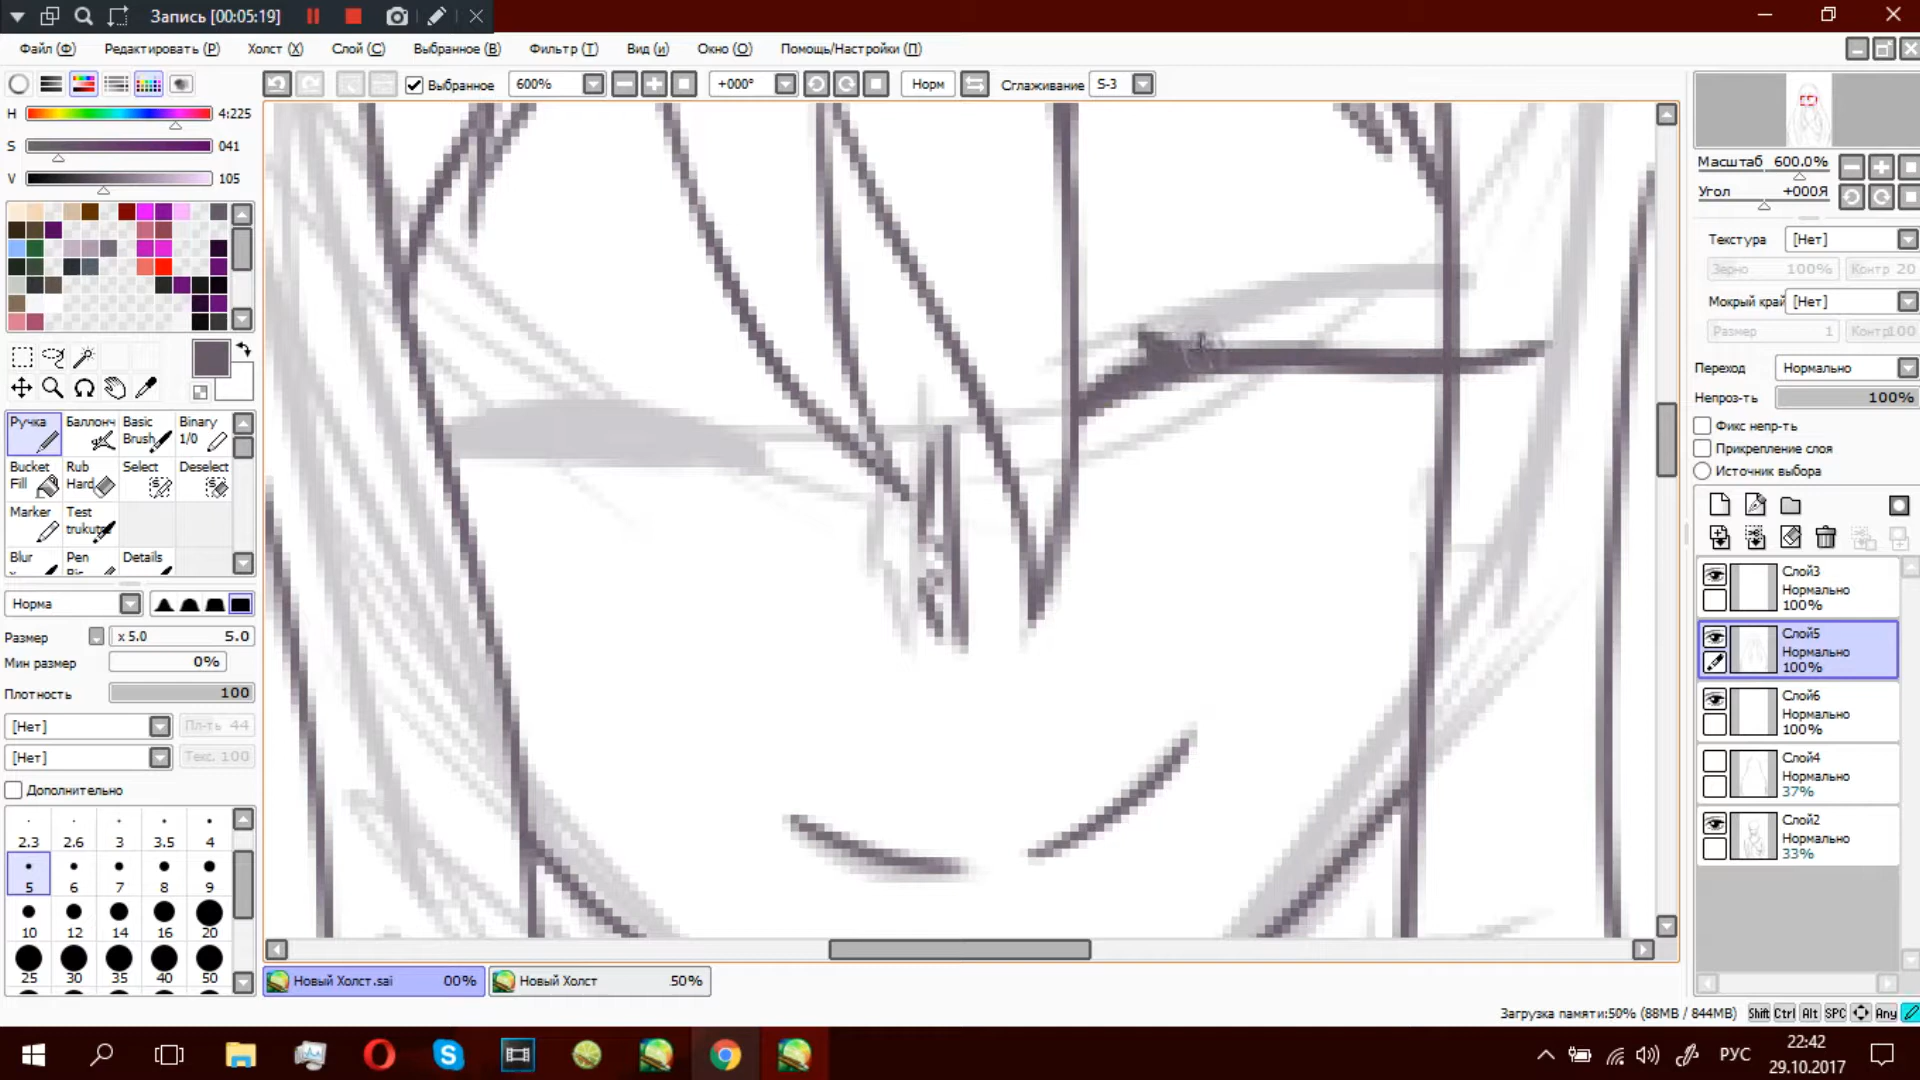 Запись [00:05:19]
Файл (Ф) Редактировать (Р) Холст (Х) Слой (С) Выбранное (В) Фильтр (Т) Вид (и) Окно (О) Помощь/Настройки (П)
Выбранное 600% +000° Норм Сглаживание S-3
H 4:225
S 041
V 105
Ручка Баллонч Basic Brush Binary 1/0
Bucket Fill Rub Hard Select Deselect
Marker Test
Blur Pen Details
Норма
Размер x 5.0 5.0
Мин размер 0%
Плотность 100
[Нет] Пл-ть 44
[Нет] Текс. 100
Дополнительно
2.3 2.6 3 3.5 4
5 6 7 8 9
10 12 14 16 20
25 30 35 40 50
Масштаб 600.0%
Угол +000Я
Текстура [Нет]
Зерно 100% Контр 20
Мокрый край [Нет]
Размер 1 Контр100
Переход Нормально
Непроз-ть 100%
Фикс непр-ть
Прикрепление слоя
Источник выбора
Слой3
Нормально
100%
Слой5
Нормально
100%
Слой6
Нормально
100%
Слой4
Нормально
37%
Слой2
Нормально
33%
Новый Холст.sai 00% Новый Холст 50%
Загрузка памяти:50% (88MB / 844MB) Shift Ctrl Alt SPC Any
РУС 22:42
29.10.2017